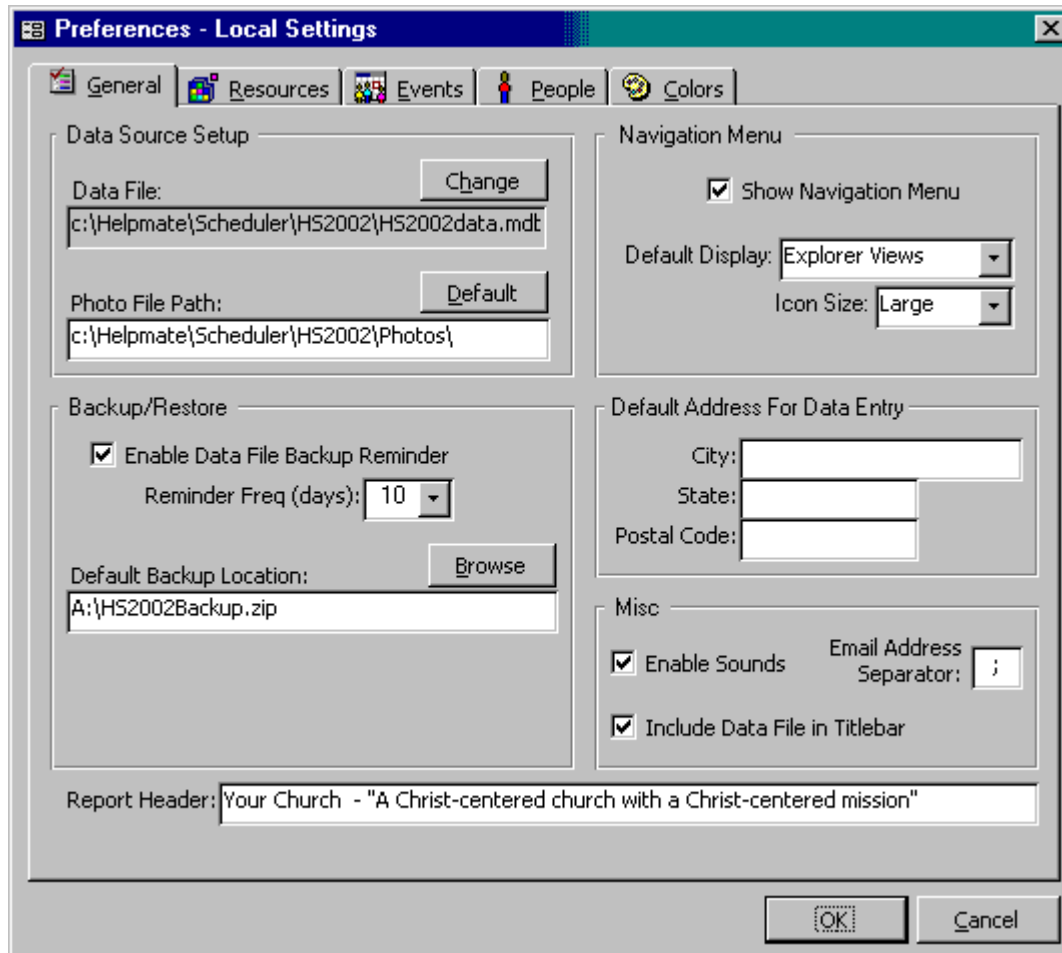 Preferences - Local Settings
General Resources Events People Colors
Data Source Setup
Data File:
Change
c:\Helpmate\Scheduler\HS2002\HS2002data.mdb
Photo File Path:
Default
c:\Helpmate\Scheduler\HS2002\Photos\
Navigation Menu
Show Navigation Menu
Default Display: Explorer Views
Icon Size: Large
Backup/Restore
Enable Data File Backup Reminder
Reminder Freq (days): 10
Default Backup Location:
Browse
A:\HS2002Backup.zip
Default Address For Data Entry
City:
State:
Postal Code:
Misc
Enable Sounds
Email Address
Separator: ;
Include Data File in Titlebar
Report Header: Your Church - "A Christ-centered church with a Christ-centered mission"
OK Cancel